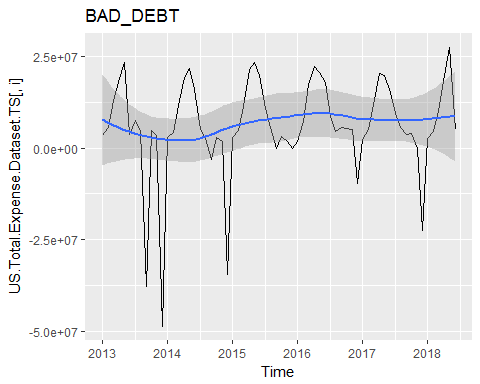 BAD_DEBT
US.Total.Expense.Dataset.TS[, i]
2.5e+07
0.0e+00
-2.5e+07
-5.0e+07
2013 2014 2015 2016 2017 2018
Time